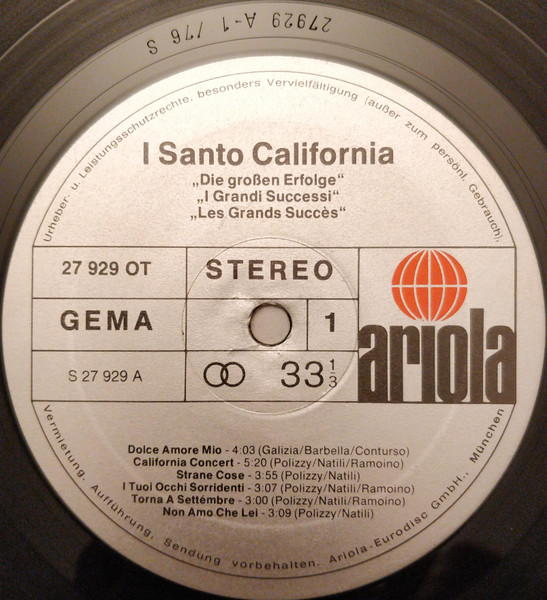 27929 A-1 /76 S
Urheber- u. Leistungsschutzrechte, besonders Vervielfältigung (außer zum persönl. Gebrauch),
I Santo California
„Die großen Erfolge“
„I Grandi Successi“
„Les Grands Succès“
27 929 OT
STEREO
GEMA
1
ariola
S 27 929 A
33 1/3
Dolce Amore Mio - 4:03 (Galizia/Barbella/Conturso)
California Concert - 5:20 (Polizzy/Natili/Ramoino)
Strane Cose - 3:55 (Polizzy/Natili)
I Tuoi Occhi Sorridenti - 3:07 (Polizzy/Natili/Ramoino)
Torna A Settémbre - 3:00 (Polizzy/Natili/Ramoino)
Non Amo Che Lei - 3:09 (Polizzy/Natili)
Vermietung, Aufführung, Sendung vorbehalten. Ariola-Eurodisc GmbH., München